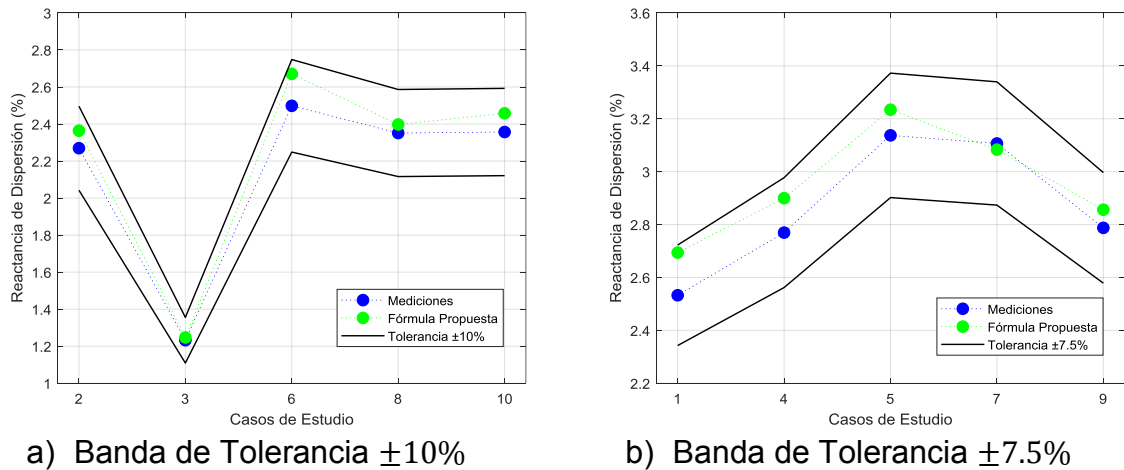 3
2.8
2.6
2.4
2.2
2
1.8
1.6
1.4
1.2
1
Reactancia de Dispersión (%)
2 3 6 8 10
Casos de Estudio
Mediciones
Fórmula Propuesta
Tolerancia ±10%
a) Banda de Tolerancia ±10%
3.6
3.4
3.2
3
2.8
2.6
2.4
2.2
Reactancia de Dispersión (%)
1 4 5 7 9
Casos de Estudio
Mediciones
Fórmula Propuesta
Tolerancia ±7.5%
b) Banda de Tolerancia ±7.5%